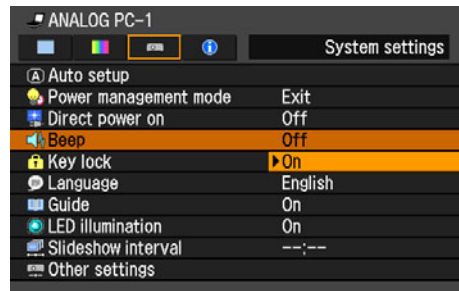 ANALOG PC-1
System settings
Auto setup
Power management mode Exit
Direct power on Off
Beep Off
Key lock On
Language English
Guide On
LED illumination On
Slideshow interval --:--
Other settings